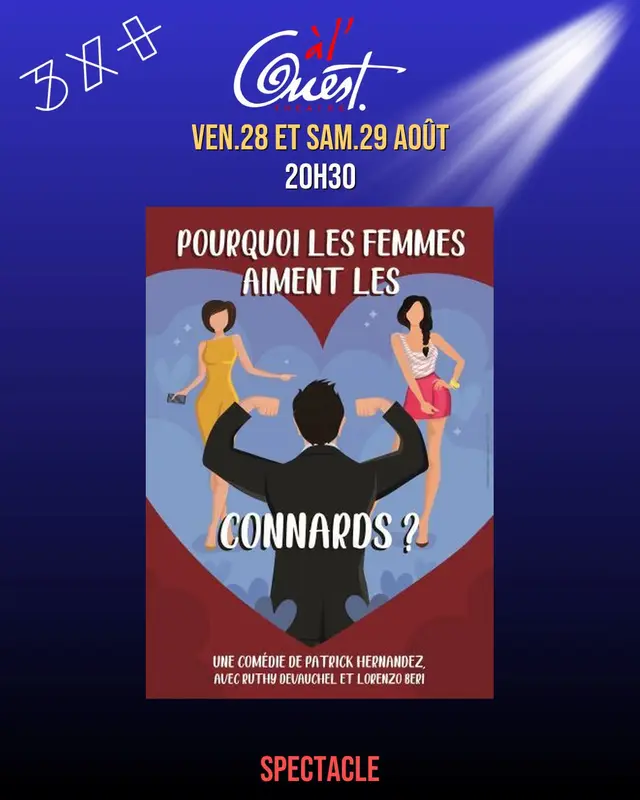 à l'
Ouest.
VEN.28 ET SAM.29 AOÛT
20H30
POURQUOI LES FEMMES
AIMENT LES
CONNARDS ?
UNE COMÉDIE DE PATRICK HERNANDEZ,
AVEC RUTHY DEVAUCHEL ET LORENZO BERI
SPECTACLE